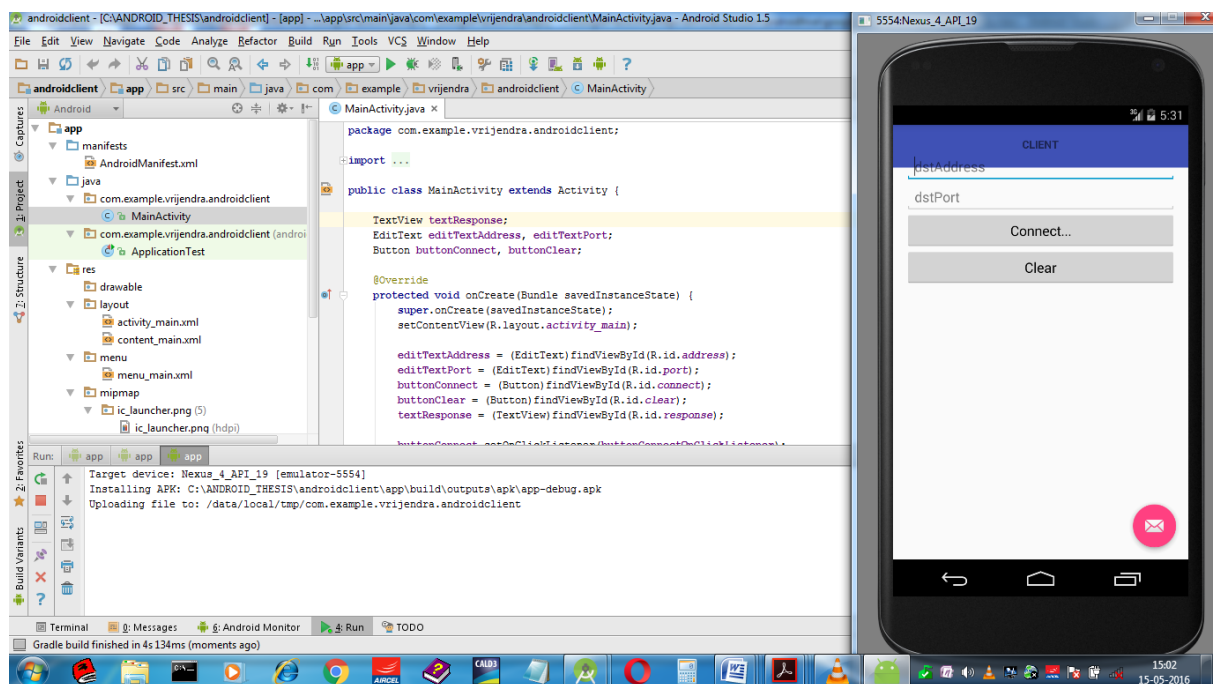 androidclient - [C:\ANDROID_THESIS\androidclient] - [app] - ...\app\src\main\java\com\example\vrijendra\androidclient\MainActivity.java - Android Studio 1.5
File Edit View Navigate Code Analyze Refactor Build Run Tools VCS Window Help
app
androidclient app src main java com example vrijendra androidclient MainActivity
Android
MainActivity.java
Captures
1: Project
7: Structure
2: Favorites
Build Variants
app
manifests
AndroidManifest.xml
java
com.example.vrijendra.androidclient
MainActivity
com.example.vrijendra.androidclient (androi
ApplicationTest
res
drawable
layout
activity_main.xml
content_main.xml
menu
menu_main.xml
mipmap
ic_launcher.png (5)
ic_launcher.png (hdpi)
package com.example.vrijendra.androidclient;
import ...
public class MainActivity extends Activity {
TextView textResponse;
EditText editTextAddress, editTextPort;
Button buttonConnect, buttonClear;
@Override
protected void onCreate(Bundle savedInstanceState) {
super.onCreate(savedInstanceState);
setContentView(R.layout.activity_main);
editTextAddress = (EditText)findViewById(R.id.address);
editTextPort = (EditText)findViewById(R.id.port);
buttonConnect = (Button)findViewById(R.id.connect);
buttonClear = (Button)findViewById(R.id.clear);
textResponse = (TextView)findViewById(R.id.response);
buttonConnect.setOnClickListener(buttonConnectOnClickListener);
Run: app app app
Target device: Nexus_4_API_19 [emulator-5554]
Installing APK: C:\ANDROID_THESIS\androidclient\app\build\outputs\apk\app-debug.apk
Uploading file to: /data/local/tmp/com.example.vrijendra.androidclient
Terminal 0: Messages 6: Android Monitor 4: Run TODO
Gradle build finished in 4s 134ms (moments ago)
5554:Nexus_4_API_19
3G 5:31
CLIENT
dstAddress
dstPort
Connect...
Clear
AIRCEL
CALD3
15:02
15-05-2016